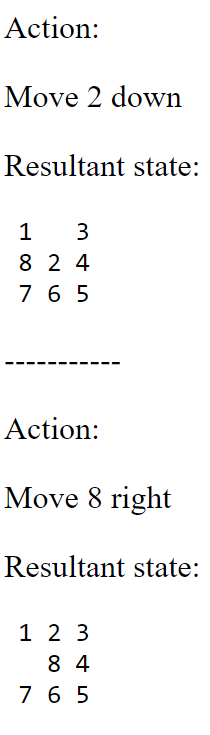 Action:
Move 2 down
Resultant state:
1   3
8 2 4
7 6 5
-----------
Action:
Move 8 right
Resultant state:
1 2 3
  8 4
7 6 5